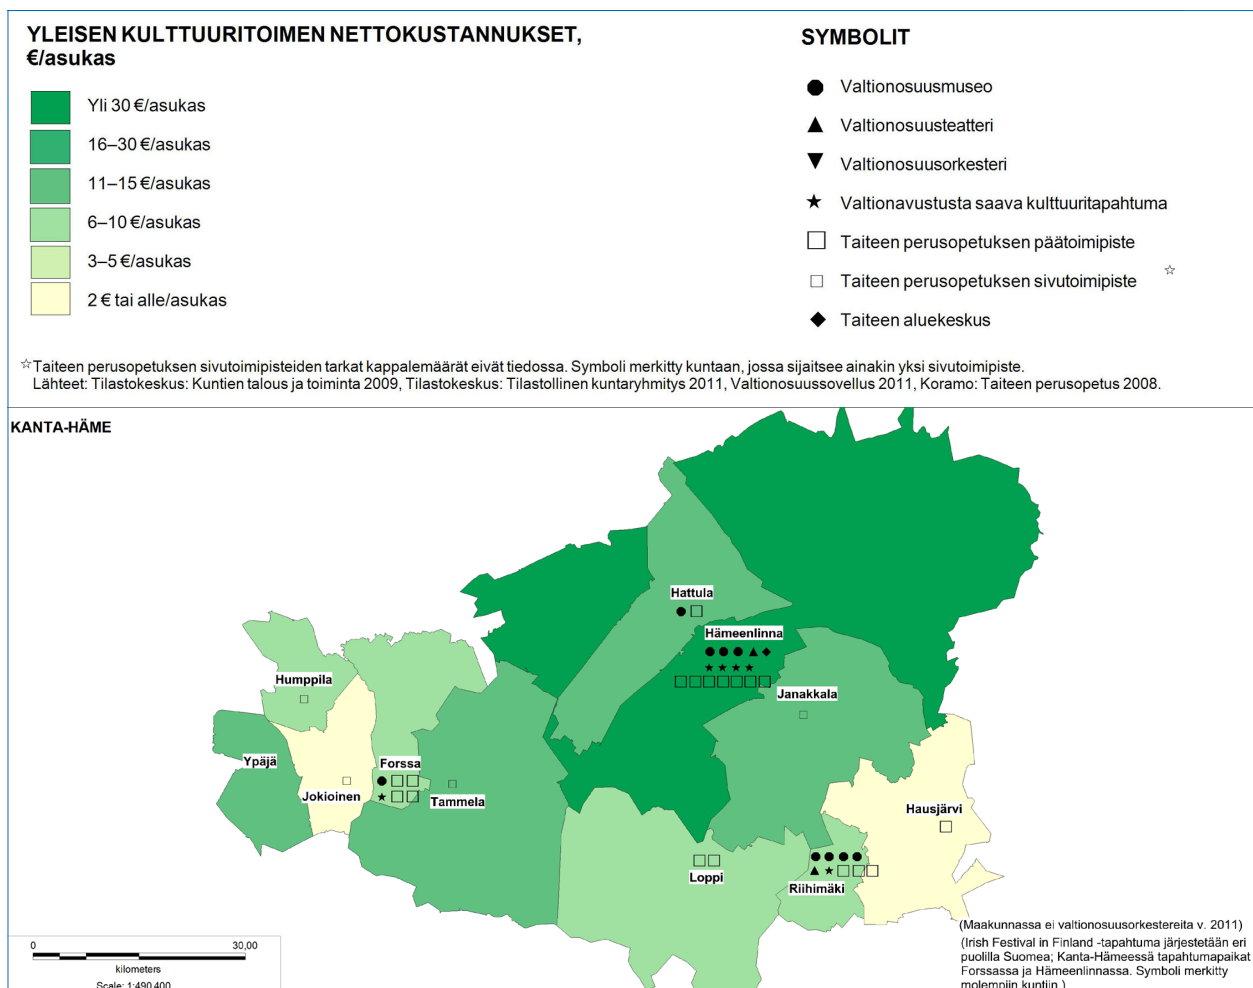 YLEISEN KULTTUURITOIMEN NETTOKUSTANNUKSET,
€/asukas
Yli 30 €/asukas
16–30 €/asukas
11–15 €/asukas
6–10 €/asukas
3–5 €/asukas
2 € tai alle/asukas
SYMBOLIT
Valtionosuusmuseo
Valtionosuusteatteri
Valtionosuusorkesteri
Valtionavustusta saava kulttuuritapahtuma
Taiteen perusopetuksen päätoimipiste
Taiteen perusopetuksen sivutoimipiste ☆
Taiteen aluekeskus
☆Taiteen perusopetuksen sivutoimipisteiden tarkat kappalemäärät eivät tiedossa. Symboli merkitty kuntaan, jossa sijaitsee ainakin yksi sivutoimipiste.
Lähteet: Tilastokeskus: Kuntien talous ja toiminta 2009, Tilastokeskus: Tilastollinen kuntaryhmitys 2011, Valtionosuussovellus 2011, Koramo: Taiteen perusopetus 2008.
KANTA-HÄME
Hattula
Hämeenlinna
Humppila
Janakkala
Ypäjä
Forssa
Jokioinen
Tammela
Hausjärvi
Loppi
Riihimäki
(Maakunnassa ei valtionosuusorkestereita v. 2011)
(Irish Festival in Finland -tapahtuma järjestetään eri
puolilla Suomea; Kanta-Hämeessä tapahtumapaikat
Forssassa ja Hämeenlinnassa. Symboli merkitty
molempiin kuntiin.)
0 30,00
kilometers
Scale: 1:490 400